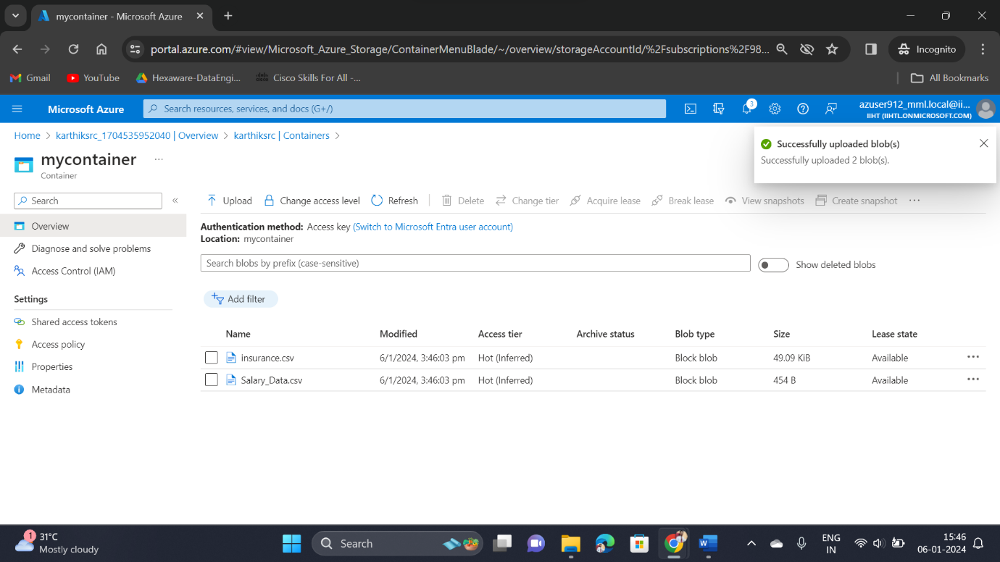 mycontainer - Microsoft Azure
portal.azure.com/#view/Microsoft_Azure_Storage/ContainerMenuBlade/~/overview/storageAccountId/%2Fsubscriptions%2F98...
Incognito
Gmail
YouTube
Hexaware-DataEngi...
Cisco Skills For All -...
All Bookmarks
Microsoft Azure
Search resources, services, and docs (G+/)
3
azuser912_mml.local@ii...
IIHT (IIHTL.ONMICROSOFT.COM)
Home > karthiksrc_1704535952040 | Overview > karthiksrc | Containers >
Successfully uploaded blob(s)
Successfully uploaded 2 blob(s).
mycontainer ...
Container
Search
«
Upload
Change access level
Refresh
Delete
Change tier
Acquire lease
Break lease
View snapshots
Create snapshot
...
Overview
Diagnose and solve problems
Access Control (IAM)
Settings
Shared access tokens
Access policy
Properties
Metadata
Authentication method: Access key (Switch to Microsoft Entra user account)
Location: mycontainer
Search blobs by prefix (case-sensitive)
Show deleted blobs
Add filter
Name Modified Access tier Archive status Blob type Size Lease state
insurance.csv 6/1/2024, 3:46:03 pm Hot (Inferred) Block blob 49.09 KiB Available ...
Salary_Data.csv 6/1/2024, 3:46:03 pm Hot (Inferred) Block blob 454 B Available ...
1
31°C
Mostly cloudy
Search
W
ENG
IN
15:46
06-01-2024